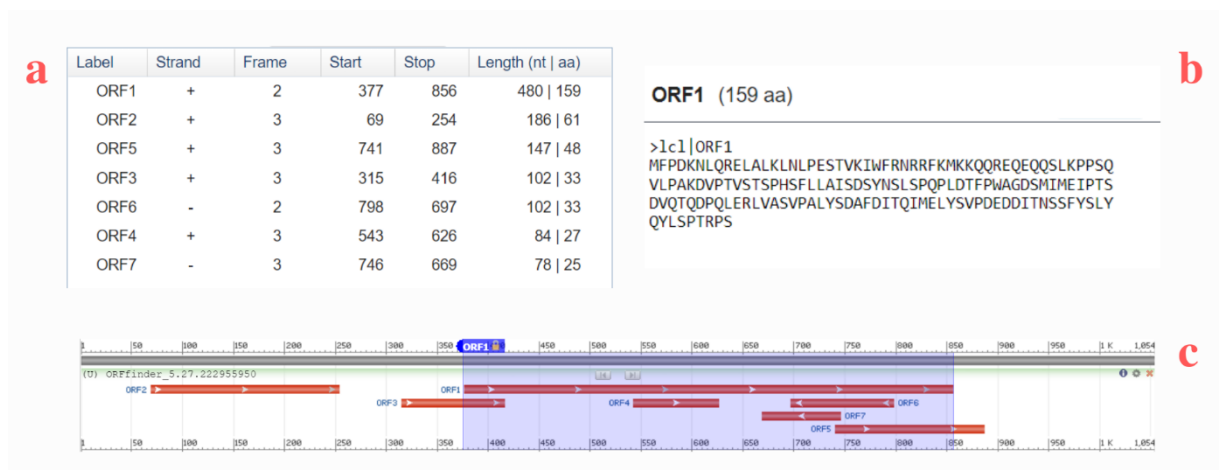 a
Label Strand Frame Start Stop Length (nt | aa)
ORF1 + 2 377 856 480 | 159
ORF2 + 3 69 254 186 | 61
ORF5 + 3 741 887 147 | 48
ORF3 + 3 315 416 102 | 33
ORF6 - 2 798 697 102 | 33
ORF4 + 3 543 626 84 | 27
ORF7 - 3 746 669 78 | 25
b
ORF1 (159 aa)
>lcl|ORF1
MFPDKNLQRELALKLNLPESTVKIWFRNRRFKMKKQQREQEQQSLKPPSQ
VLPAKDVPTVSTSPHSFLLAISDSYNSLSPQPLDTFPWAGDSMIMEIPTS
DVQTQDPQLERLVASVPALYSDAFDITQIMELYSVPDEDDITNSSFYSLY
QYLSPTRPS
c
1 50 100 150 200 250 300 350 ORF1 450 500 550 600 650 700 750 800 850 900 950 1 K 1,054
(U) ORFfinder_5.27.222955950
ORF2 ORF1
ORF3 ORF4 ORF6
ORF7
ORF5
1 50 100 150 200 250 300 350 400 450 500 550 600 650 700 750 800 850 900 950 1 K 1,054